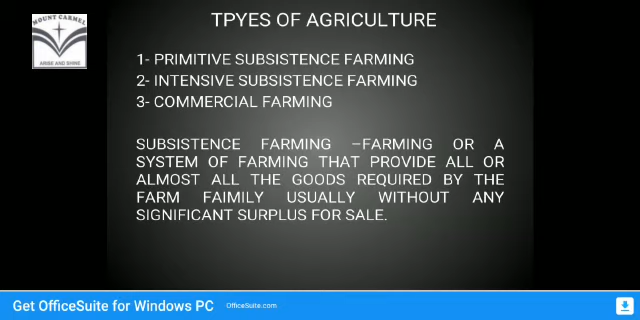 MOUNT CARMEL
ARISE AND SHINE
TPYES OF AGRICULTURE
1- PRIMITIVE SUBSISTENCE FARMING
2- INTENSIVE SUBSISTENCE FARMING
3- COMMERCIAL FARMING
SUBSISTENCE FARMING –FARMING OR A
SYSTEM OF FARMING THAT PROVIDE ALL OR
ALMOST ALL THE GOODS REQUIRED BY THE
FARM FAIMILY USUALLY WITHOUT ANY
SIGNIFICANT SURPLUS FOR SALE.
Get OfficeSuite for Windows PC OfficeSuite.com